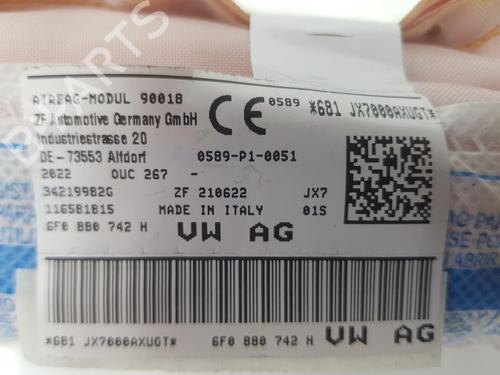 AIRBAG-MODUL 90018
ZF Automotive Germany GmbH
Industriestrasse 20
DE-73553 Alfdorf
CE 0589
*6B1 JX7000AXUGT*
0589-P1-0051
2022 OUC 267 -
34219982G ZF 210622 JX7
116581815 MADE IN ITALY 01S
6F0 880 742 H VW AG
*6B1 JX7000AXUGT* 6F0 880 742 H VW AG